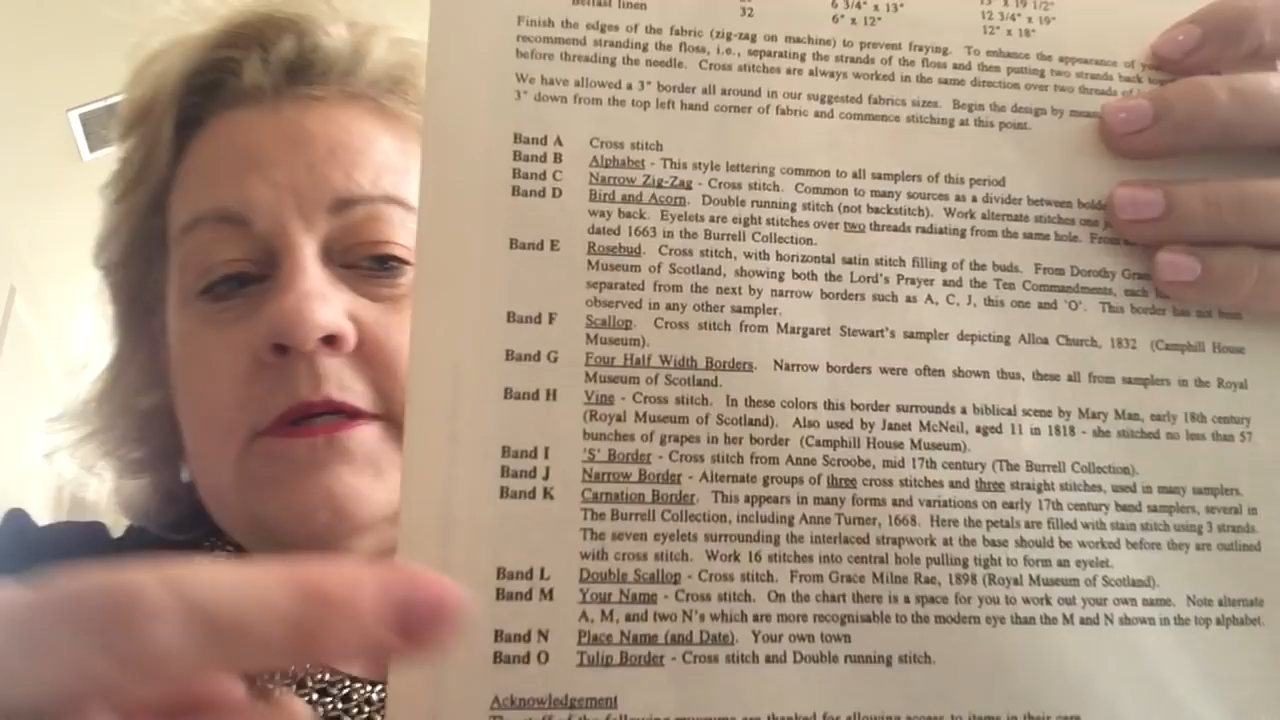 Belfast linen 32 6 3/4" x 13" 13" x 19 1/2"
6" x 12" 12 3/4" x 19"
12" x 18"
Finish the edges of the fabric (zig-zag on machine) to prevent fraying. To enhance the appearance of
recommend stranding the floss, i.e., separating the strands of the floss and then putting two strands back
before threading the needle. Cross stitches are always worked in the same direction over two threads of
We have allowed a 3" border all around in our suggested fabrics sizes. Begin the design by
3" down from the top left hand corner of fabric and commence stitching at this point.
Band A Cross stitch
Band B Alphabet - This style lettering common to all samplers of this period
Band C Narrow Zig-Zag - Cross stitch. Common to many sources as a divider between
Band D Bird and Acorn. Double running stitch (not backstitch). Work alternate stitches one
way back. Eyelets are eight stitches over two threads radiating from the same hole. From
dated 1663 in the Burrell Collection.
Band E Rosebud. Cross stitch, with horizontal satin stitch filling of the buds. From Dorothy
Museum of Scotland, showing both the Lord's Prayer and the Ten Commandments, each
separated from the next by narrow borders such as A, C, J, this one and 'O'. This border has not been
observed in any other sampler.
Band F Scallop. Cross stitch from Margaret Stewart's sampler depicting Alloa Church, 1832 (Camphill House
Museum).
Band G Four Half Width Borders. Narrow borders were often shown thus, these all from samplers in the Royal
Museum of Scotland.
Band H Vine - Cross stitch. In these colors this border surrounds a biblical scene by Mary Man, early 18th century
(Royal Museum of Scotland). Also used by Janet McNeil, aged 11 in 1818 - she stitched no less than 57
bunches of grapes in her border (Camphill House Museum).
Band I 'S' Border - Cross stitch from Anne Scroobe, mid 17th century (The Burrell Collection).
Band J Narrow Border - Alternate groups of three cross stitches and three straight stitches, used in many samplers.
Band K Carnation Border. This appears in many forms and variations on early 17th century band samplers, several in
The Burrell Collection, including Anne Turner, 1668. Here the petals are filled with stain stitch using 3 strands.
The seven eyelets surrounding the interlaced strapwork at the base should be worked before they are outlined
with cross stitch. Work 16 stitches into central hole pulling tight to form an eyelet.
Band L Double Scallop - Cross stitch. From Grace Milne Rae, 1898 (Royal Museum of Scotland).
Band M Your Name - Cross stitch. On the chart there is a space for you to work out your own name. Note alternate
A, M, and two N's which are more recognisable to the modern eye than the M and N shown in the top alphabet.
Band N Place Name (and Date). Your own town
Band O Tulip Border - Cross stitch and Double running stitch.
Acknowledgement
The staff of the following museums are thanked for allowing access to items in their care